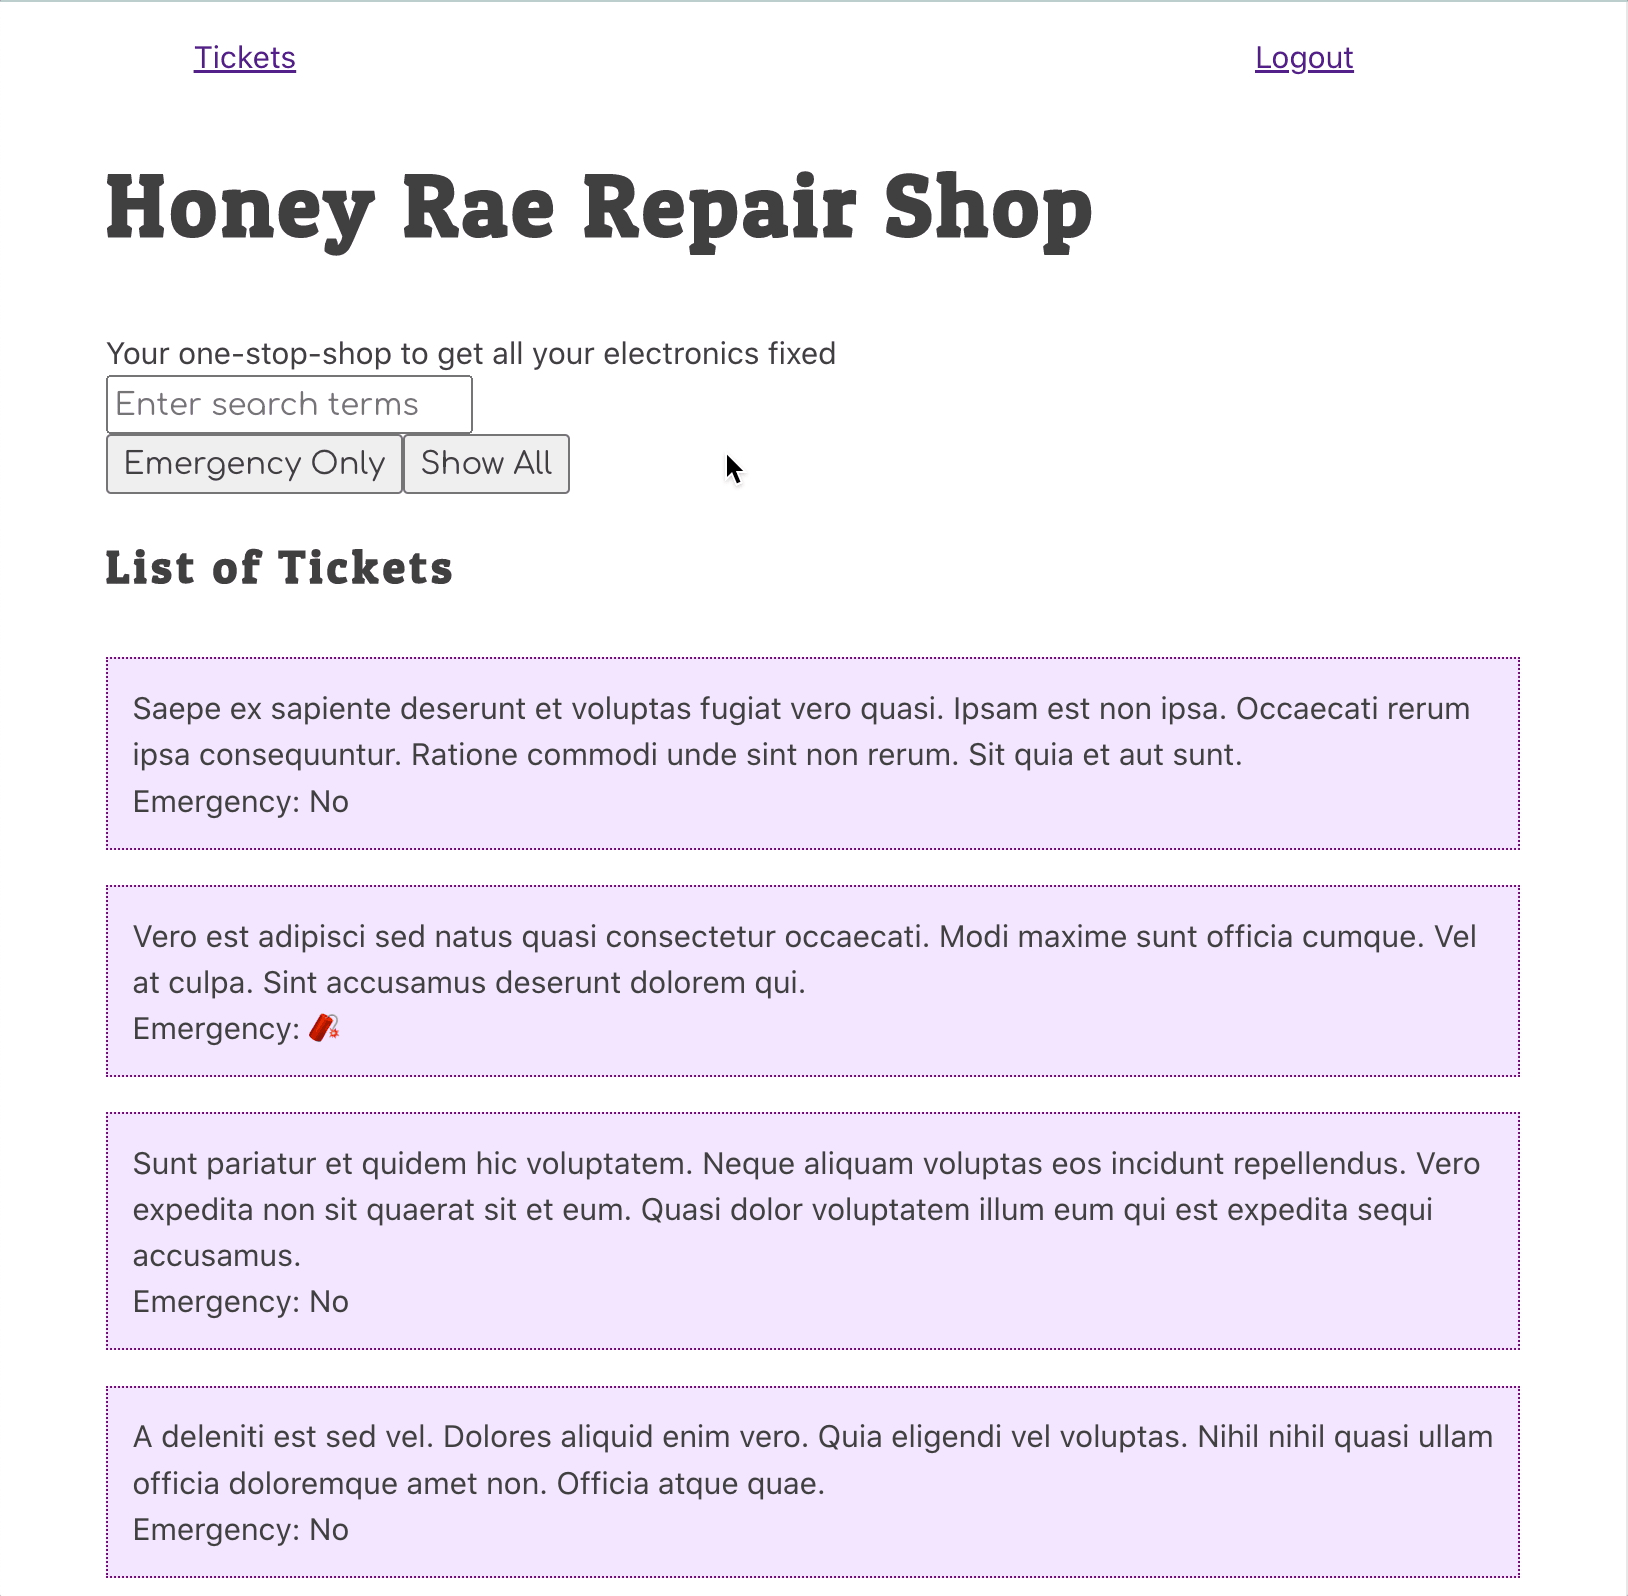 Tickets Logout
Honey Rae Repair Shop
Your one-stop-shop to get all your electronics fixed
Enter search terms
Emergency Only Show All
List of Tickets
Saepe ex sapiente deserunt et voluptas fugiat vero quasi. Ipsam est non ipsa. Occaecati rerum
ipsa consequuntur. Ratione commodi unde sint non rerum. Sit quia et aut sunt.
Emergency: No
Vero est adipisci sed natus quasi consectetur occaecati. Modi maxime sunt officia cumque. Vel
at culpa. Sint accusamus deserunt dolorem qui.
Emergency: 🧨
Sunt pariatur et quidem hic voluptatem. Neque aliquam voluptas eos incidunt repellendus. Vero
expedita non sit quaerat sit et eum. Quasi dolor voluptatem illum eum qui est expedita sequi
accusamus.
Emergency: No
A deleniti est sed vel. Dolores aliquid enim vero. Quia eligendi vel voluptas. Nihil nihil quasi ullam
officia doloremque amet non. Officia atque quae.
Emergency: No